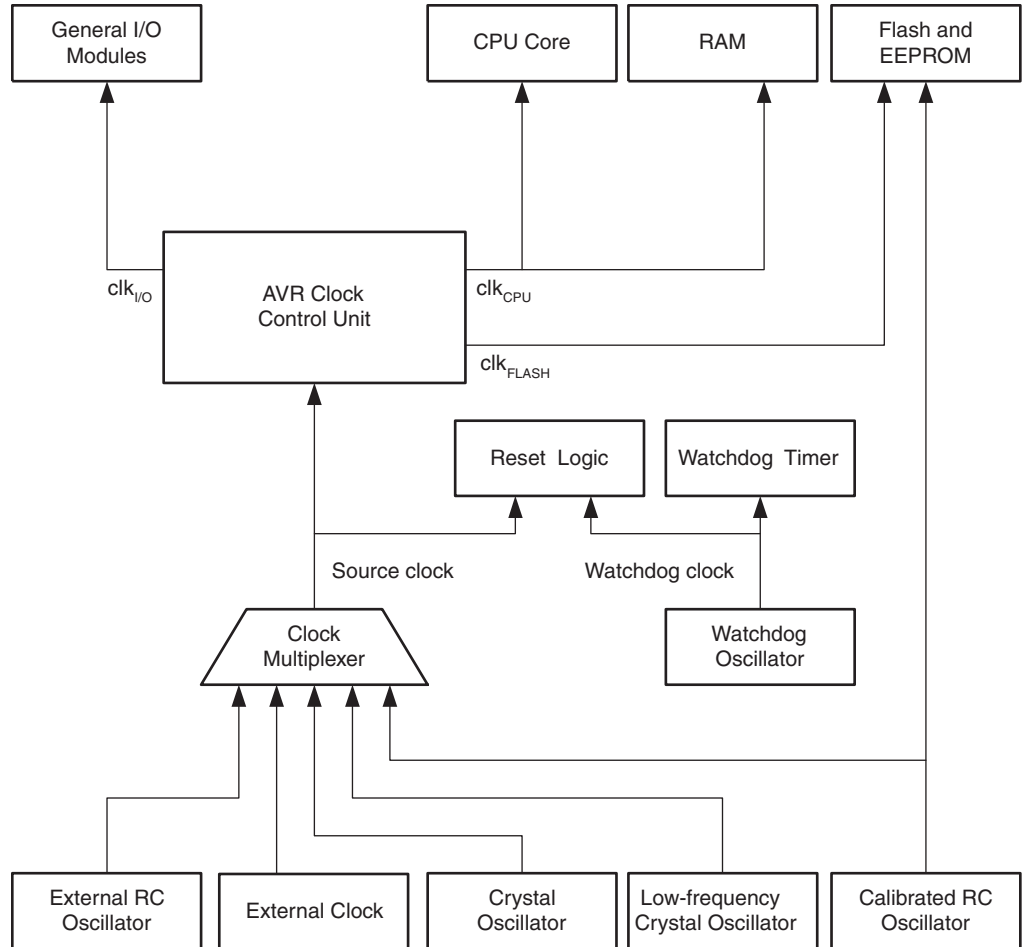 General I/O
Modules
CPU Core
RAM
Flash and
EEPROM
clkI/O
AVR Clock
Control Unit
clkCPU
clkFLASH
Reset Logic
Watchdog Timer
Source clock
Watchdog clock
Clock
Multiplexer
Watchdog
Oscillator
External RC
Oscillator
External Clock
Crystal
Oscillator
Low-frequency
Crystal Oscillator
Calibrated RC
Oscillator